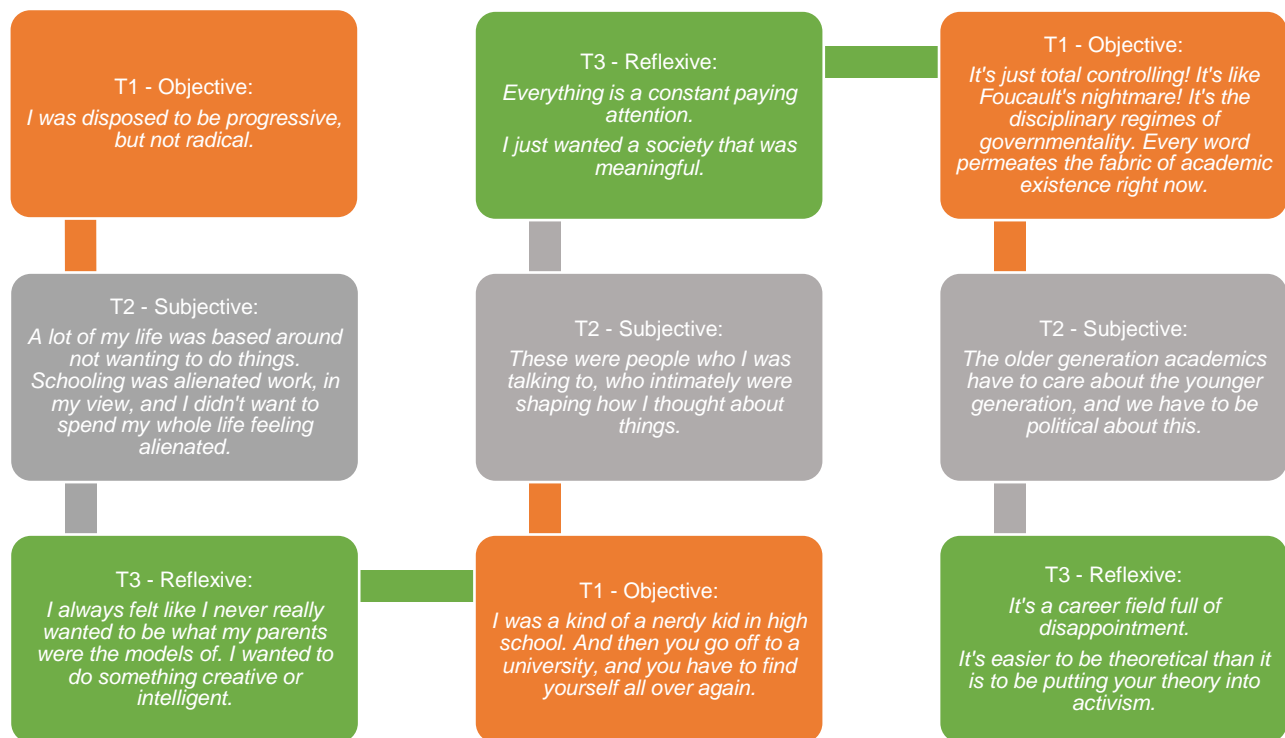 T1 - Objective:
I was disposed to be progressive,
but not radical.
T2 - Subjective:
A lot of my life was based around
not wanting to do things.
Schooling was alienated work, in
my view, and I didn't want to
spend my whole life feeling
alienated.
T3 - Reflexive:
I always felt like I never really
wanted to be what my parents
were the models of. I wanted to
do something creative or
intelligent.
T1 - Objective:
I was a kind of a nerdy kid in high
school. And then you go off to a
university, and you have to find
yourself all over again.
T2 - Subjective:
These were people who I was
talking to, who intimately were
shaping how I thought about
things.
T3 - Reflexive:
Everything is a constant paying
attention.
I just wanted a society that was
meaningful.
T1 - Objective:
It's just total controlling! It's like
Foucault's nightmare! It's the
disciplinary regimes of
governmentality. Every word
permeates the fabric of academic
existence right now.
T2 - Subjective:
The older generation academics
have to care about the younger
generation, and we have to be
political about this.
T3 - Reflexive:
It's a career field full of
disappointment.
It's easier to be theoretical than it
is to be putting your theory into
activism.